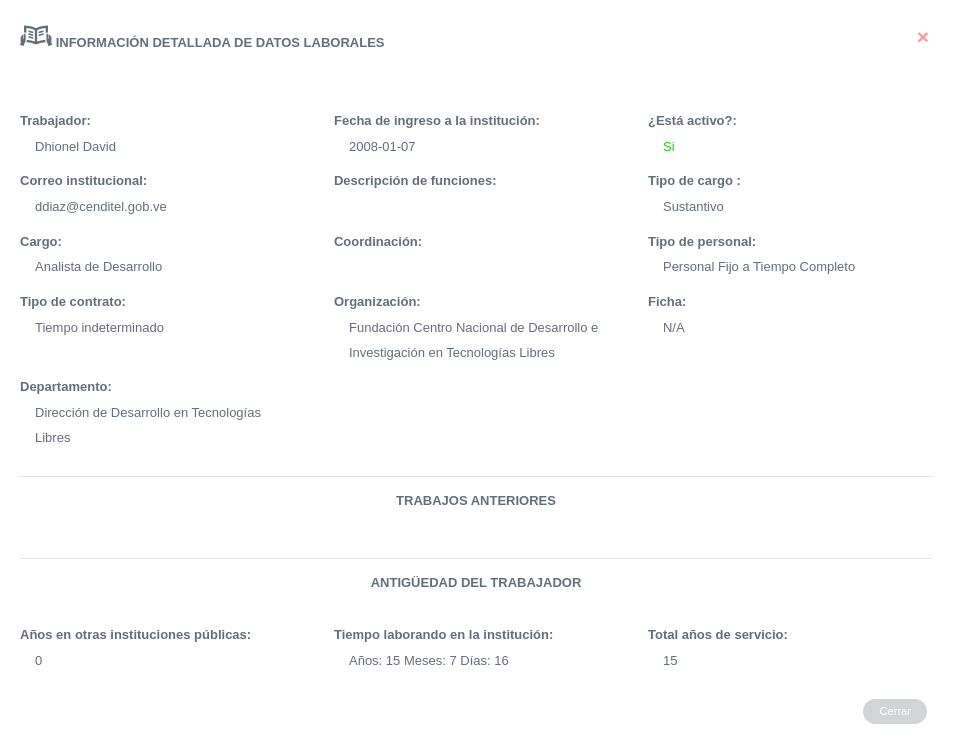 INFORMACIÓN DETALLADA DE DATOS LABORALES
×
Trabajador:
Dhionel David
Fecha de ingreso a la institución:
2008-01-07
¿Está activo?:
Si
Correo institucional:
ddiaz@cenditel.gob.ve
Descripción de funciones:
Tipo de cargo :
Sustantivo
Cargo:
Analista de Desarrollo
Coordinación:
Tipo de personal:
Personal Fijo a Tiempo Completo
Tipo de contrato:
Tiempo indeterminado
Organización:
Fundación Centro Nacional de Desarrollo e
Investigación en Tecnologías Libres
Ficha:
N/A
Departamento:
Dirección de Desarrollo en Tecnologías
Libres
TRABAJOS ANTERIORES
ANTIGÜEDAD DEL TRABAJADOR
Años en otras instituciones públicas:
0
Tiempo laborando en la institución:
Años: 15 Meses: 7 Días: 16
Total años de servicio:
15
Cerrar